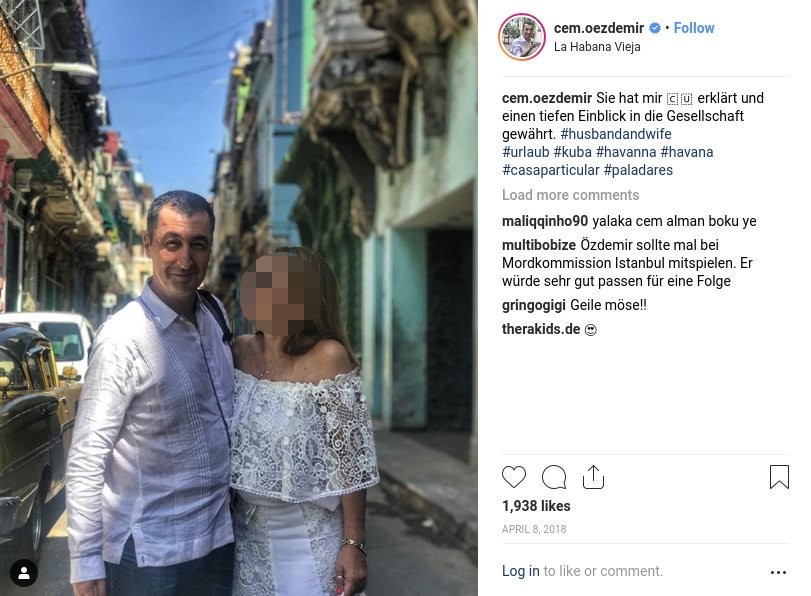 cem.oezdemir • Follow
La Habana Vieja
cem.oezdemir Sie hat mir 🇨🇺 erklärt und
einen tiefen Einblick in die Gesellschaft
gewährt. #husbandandwife
#urlaub #kuba #havanna #havana
#casaparticular #paladares
Load more comments
maliqqinho90 yalaka cem alman boku ye
multibobize Özdemir sollte mal bei
Mordkommission Istanbul mitspielen. Er
würde sehr gut passen für eine Folge
gringogigi Geile möse!!
therakids.de 😍
1,938 likes
APRIL 8, 2018
Log in to like or comment.